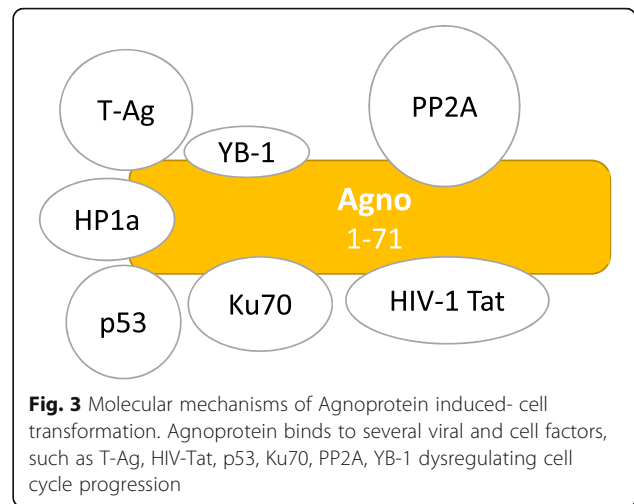 T-Ag
PP2A
YB-1
Agno
1-71
HP1a
Ku70
HIV-1 Tat
p53
Fig. 3 Molecular mechanisms of Agnoprotein induced- cell
transformation. Agnoprotein binds to several viral and cell factors,
such as T-Ag, HIV-Tat, p53, Ku70, PP2A, YB-1 dysregulating cell
cycle progression